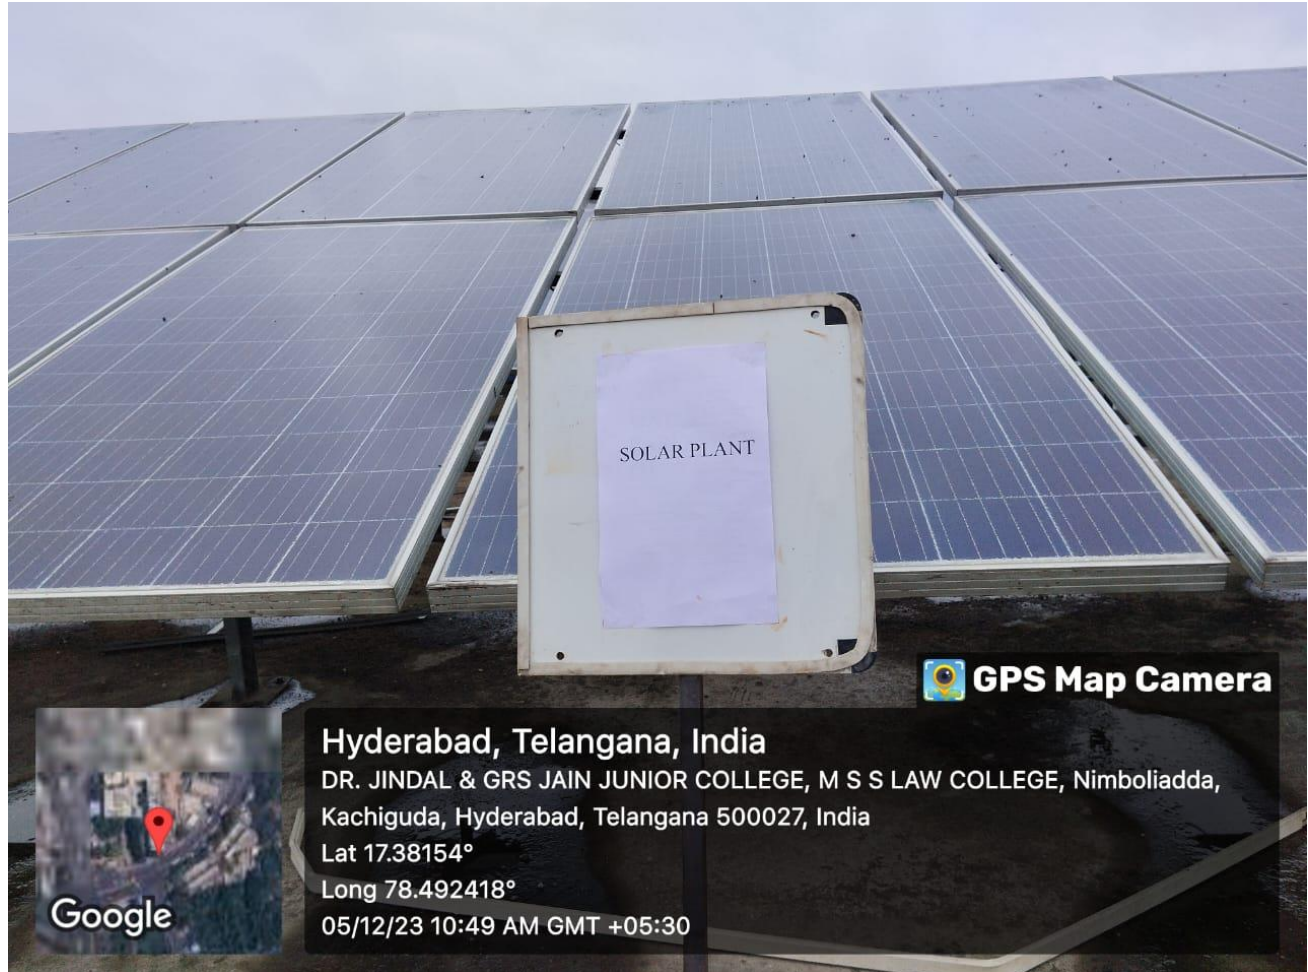 SOLAR PLANT
GPS Map Camera
Hyderabad, Telangana, India
DR. JINDAL & GRS JAIN JUNIOR COLLEGE, M S S LAW COLLEGE, Nimboliadda,
Kachiguda, Hyderabad, Telangana 500027, India
Lat 17.38154°
Long 78.492418°
05/12/23 10:49 AM GMT +05:30
Google